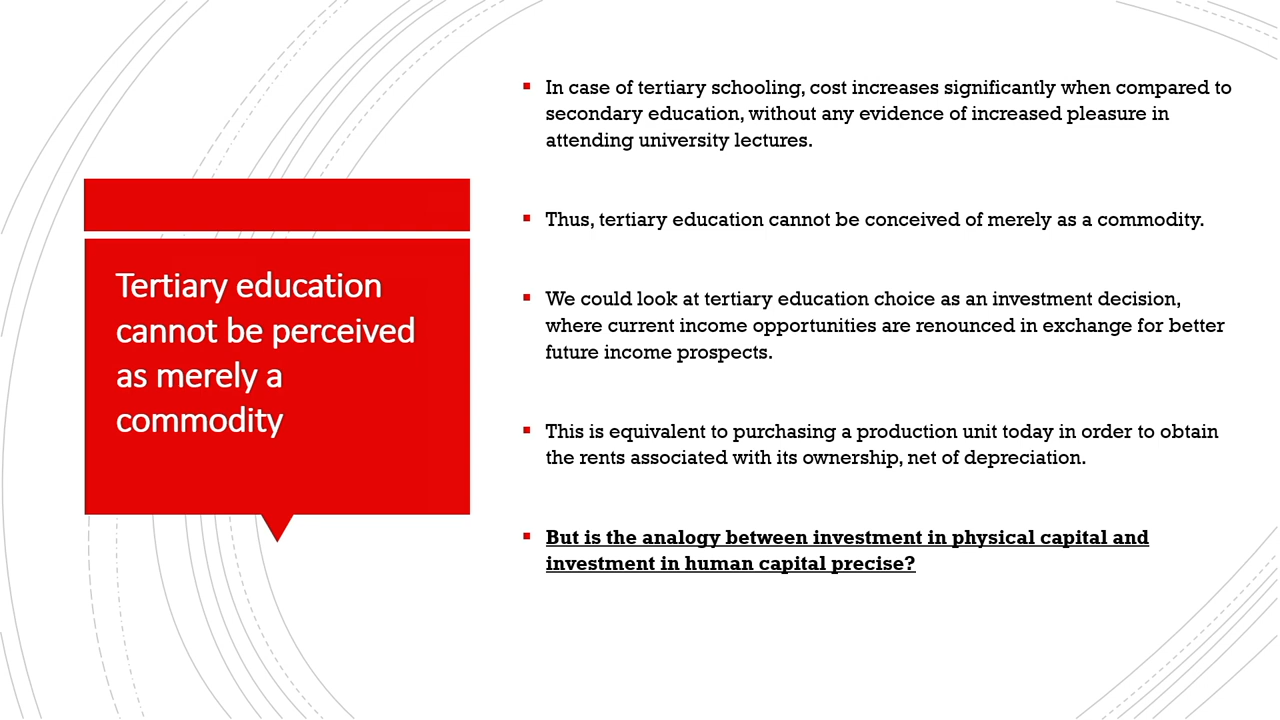 Tertiary education
cannot be perceived
as merely a
commodity
In case of tertiary schooling, cost increases significantly when compared to
secondary education, without any evidence of increased pleasure in
attending university lectures.
Thus, tertiary education cannot be conceived of merely as a commodity.
We could look at tertiary education choice as an investment decision,
where current income opportunities are renounced in exchange for better
future income prospects.
This is equivalent to purchasing a production unit today in order to obtain
the rents associated with its ownership, net of depreciation.
But is the analogy between investment in physical capital and
investment in human capital precise?